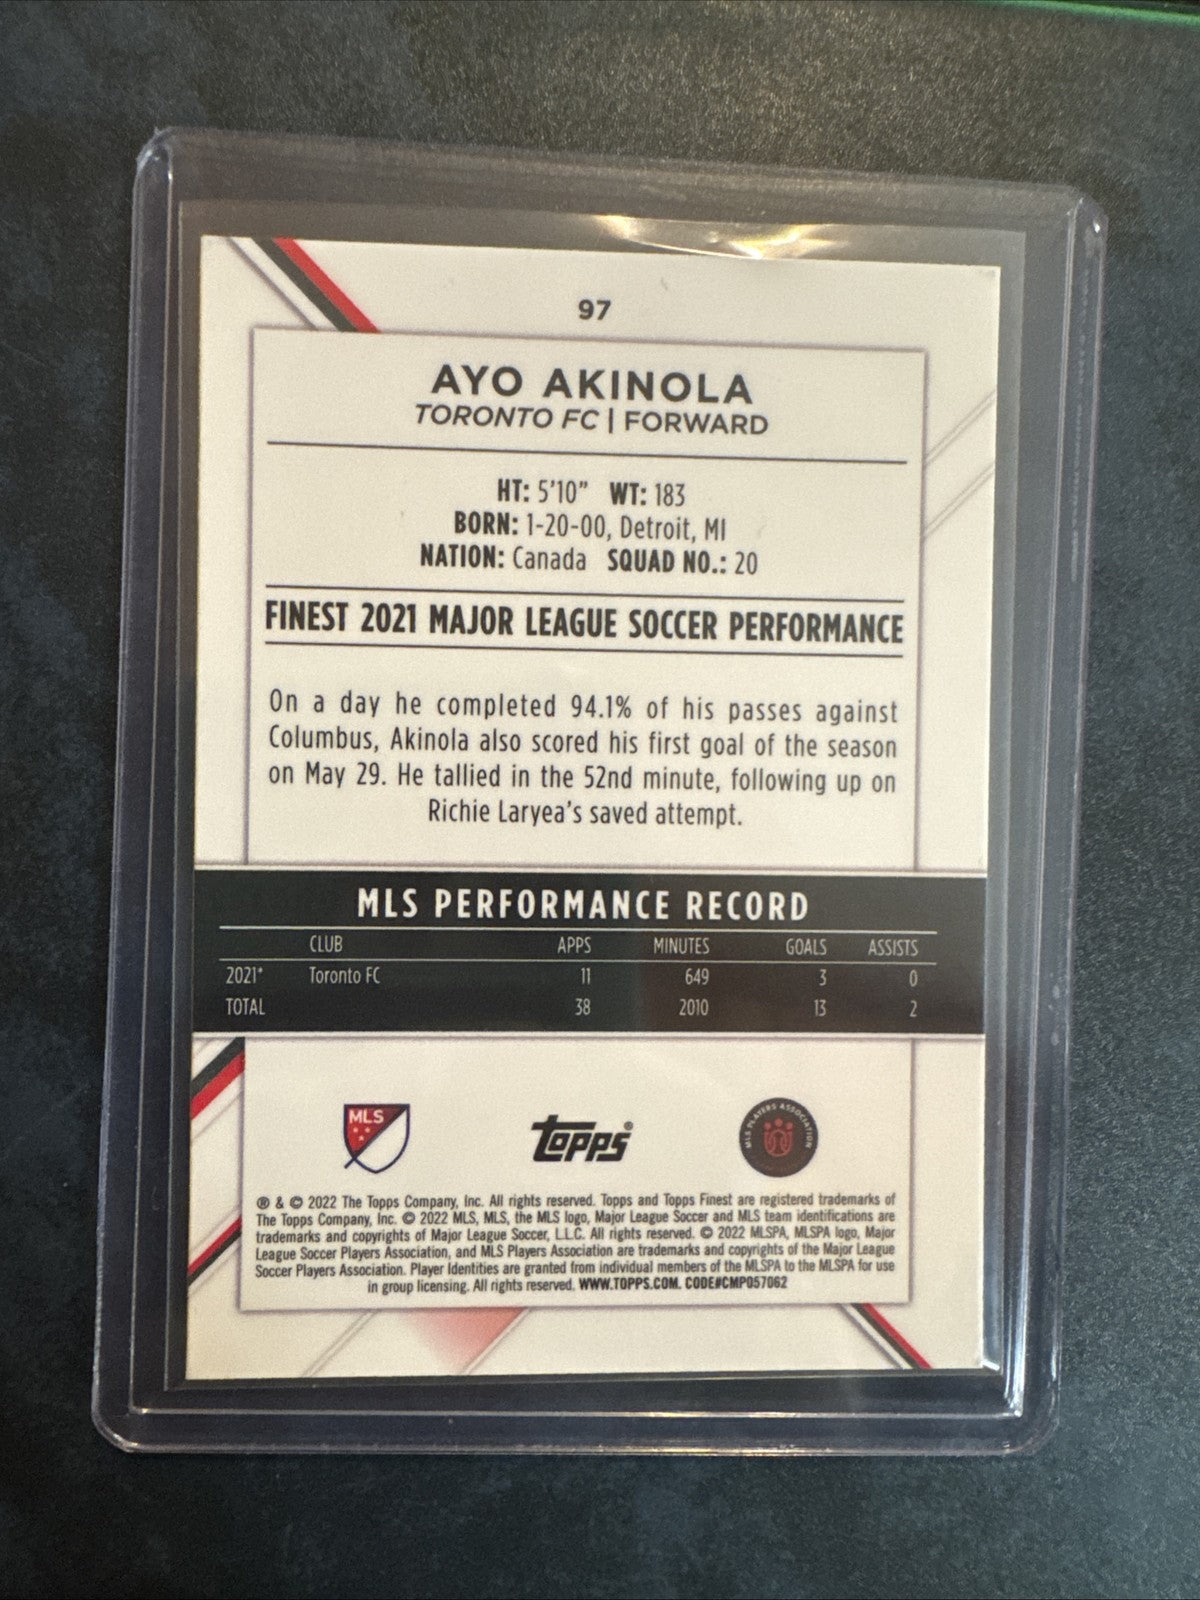 97
AYO AKINOLA
TORONTO FC | FORWARD
HT: 5'10" WT: 183
BORN: 1-20-00, Detroit, MI
NATION: Canada SQUAD NO.: 20
FINEST 2021 MAJOR LEAGUE SOCCER PERFORMANCE
On a day he completed 94.1% of his passes against
Columbus, Akinola also scored his first goal of the season
on May 29. He tallied in the 52nd minute, following up on
Richie Laryea's saved attempt.
MLS PERFORMANCE RECORD
CLUB APPS MINUTES GOALS ASSISTS
2021* Toronto FC 11 649 3 0
TOTAL 38 2010 13 2
MLS
topps®
MLS PLAYERS ASSOCIATION
® & © 2022 The Topps Company, Inc. All rights reserved. Topps and Topps Finest are registered trademarks of
The Topps Company, Inc. © 2022 MLS, MLS, the MLS logo, Major League Soccer and MLS team identifications are
trademarks and copyrights of Major League Soccer, L.L.C. All rights reserved. © 2022 MLSPA, MLSPA logo, Major
League Soccer Players Association, and MLS Players Association are trademarks and copyrights of the Major League
Soccer Players Association. Player Identities are granted from individual members of the MLSPA to the MLSPA for use
in group licensing. All rights reserved. WWW.TOPPS.COM. CODE#CMP057062